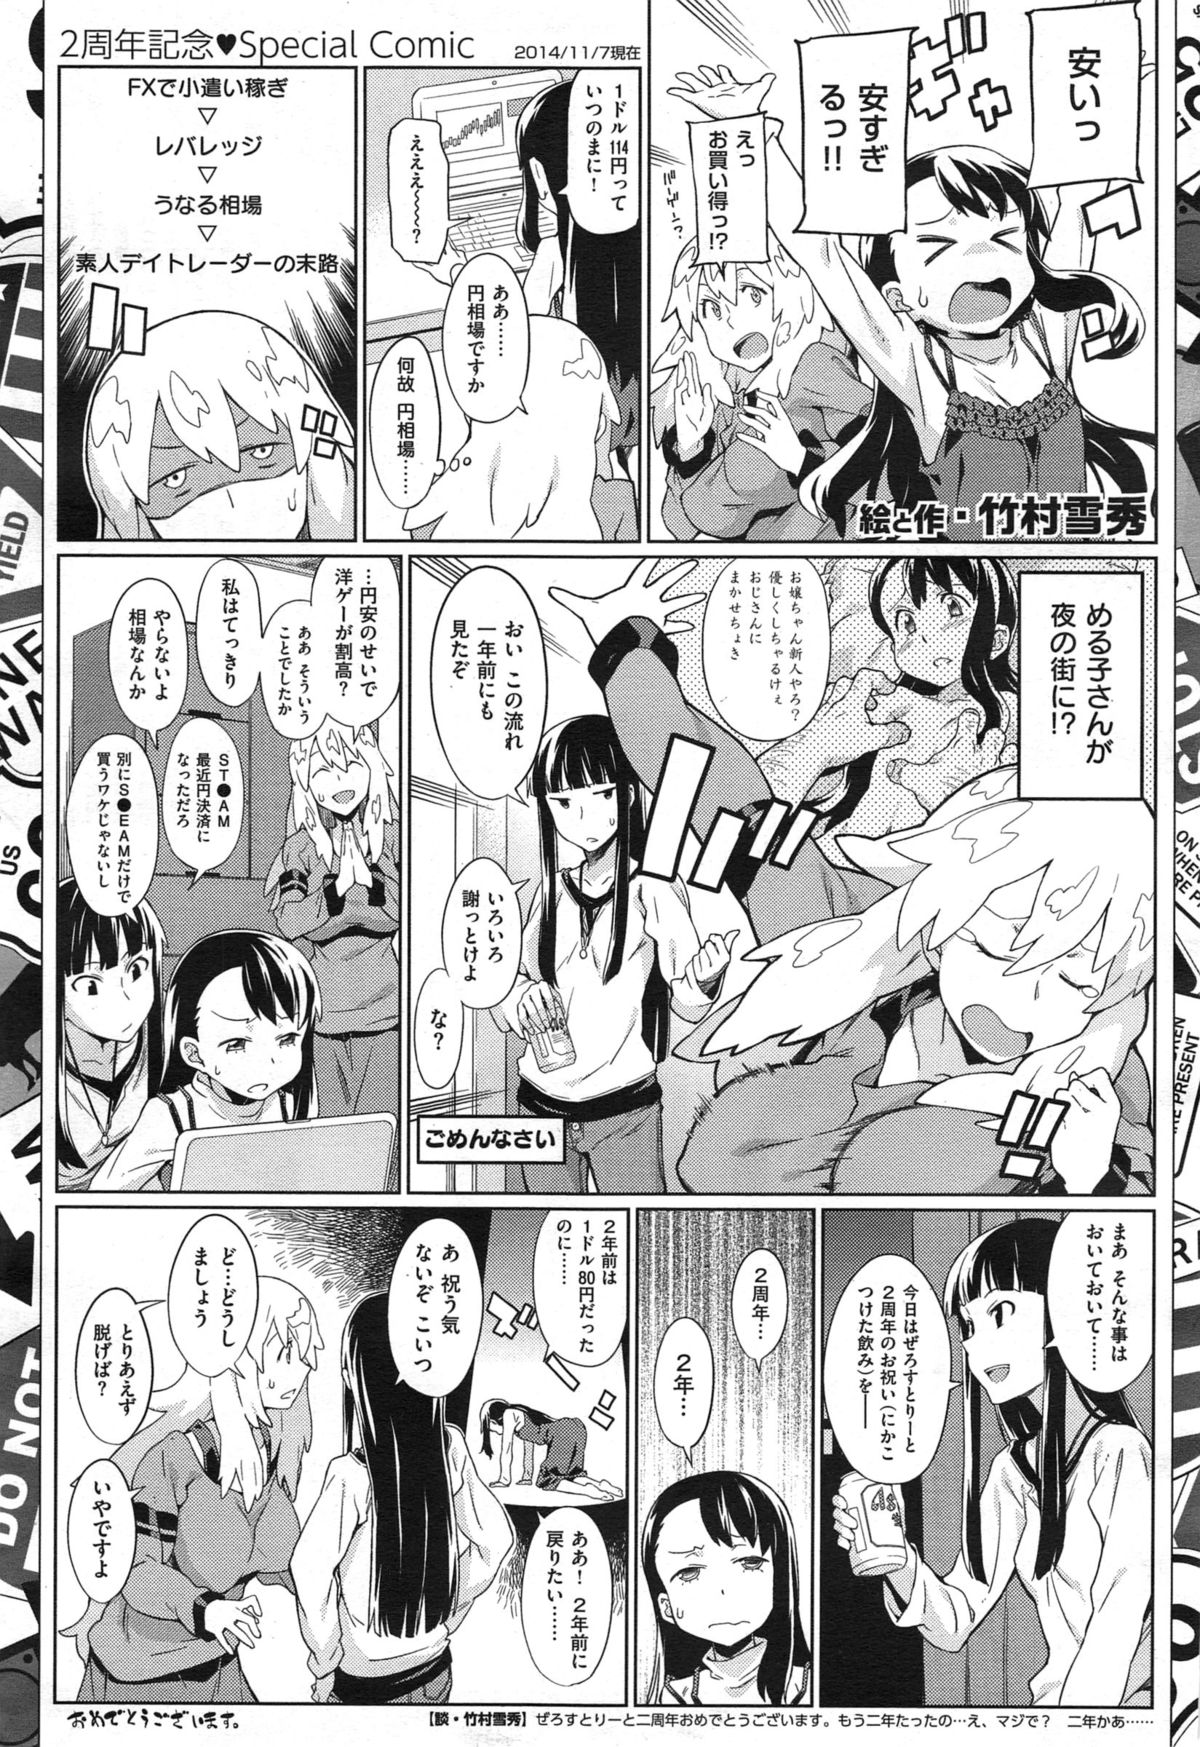 2周年記念♥Special Comic
2014/11/7現在
安いっ
安すぎ
るっ!!
えっ
お買い得っ!?
絵と作・竹村雪秀
1ドル114円って
いつのまに！
えええ〜〜〜？
ああ……
円相場ですか
何故 円相場……
FXで小遣い稼ぎ
▽
レバレッジ
▽
うなる相場
▽
素人デイトレーダーの末路
める子さんが
夜の街に!?
お嬢ちゃん新人やろ？
優しくしちゃるけぇ
おじさんに
まかせちょき
おい この流れ
一年前にも
見たぞ
いろいろ
謝っとけよ
な？
ごめんなさい
…円安のせいで
洋ゲーが割高？
ああ そういう
ことでしたか
私はてっきり
やらないよ
相場なんか
ST●AM
最近円決済に
なっただろ
別にS●EAMだけで
買うワケじゃないし
まあ そんな事は
おいておいて……
今日はぜろすとりーと
2周年のお祝い(にかこ
つけた飲み)を──
2周年…
2年…
2年前は
1ドル80円だった
のに……
ああ！ 2年前に
戻りたい……
あ 祝う気
ないぞ こいつ
ど…どうし
ましょう
とりあえず
脱げば？
いやですよ
おめでとうございます。
【談・竹村雪秀】ぜろすとりーと二周年おめでとうございます。もう二年たったの…え、マジで？ 二年かあ……
YIELD
US
DO NOT